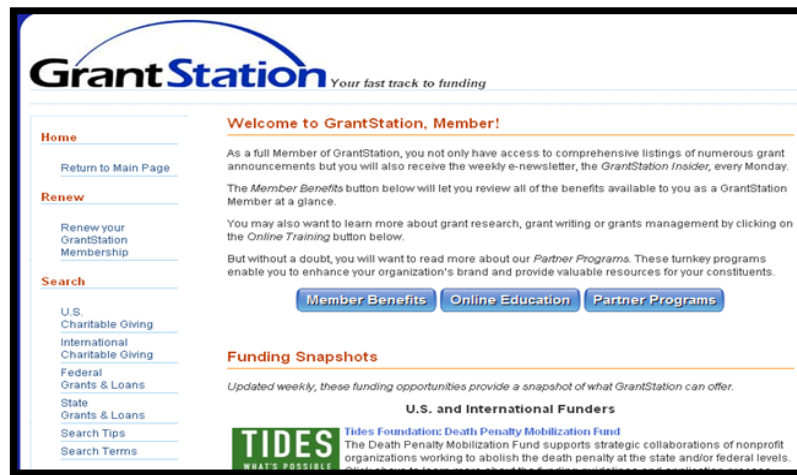 GrantStation Your fast track to funding
Home
Return to Main Page
Renew
Renew your
GrantStation
Membership
Search
U.S.
Charitable Giving
International
Charitable Giving
Federal
Grants & Loans
State
Grants & Loans
Search Tips
Search Terms
Welcome to GrantStation, Member!
As a full Member of GrantStation, you not only have access to comprehensive listings of numerous grant
announcements but you will also receive the weekly e-newsletter, the GrantStation Insider, every Monday.
The Member Benefits button below will let you review all of the benefits available to you as a GrantStation
Member at a glance.
You may also want to learn more about grant research, grant writing or grants management by clicking on
the Online Training button below.
But without a doubt, you will want to read more about our Partner Programs. These turnkey programs
enable you to enhance your organization's brand and provide valuable resources for your constituents.
Member Benefits Online Education Partner Programs
Funding Snapshots
Updated weekly, these funding opportunities provide a snapshot of what GrantStation can offer.
U.S. and International Funders
TIDES
WHAT'S POSSIBLE
Tides Foundation: Death Penalty Mobilization Fund
The Death Penalty Mobilization Fund supports strategic collaborations of nonprofit
organizations working to abolish the death penalty at the state and/or federal levels.